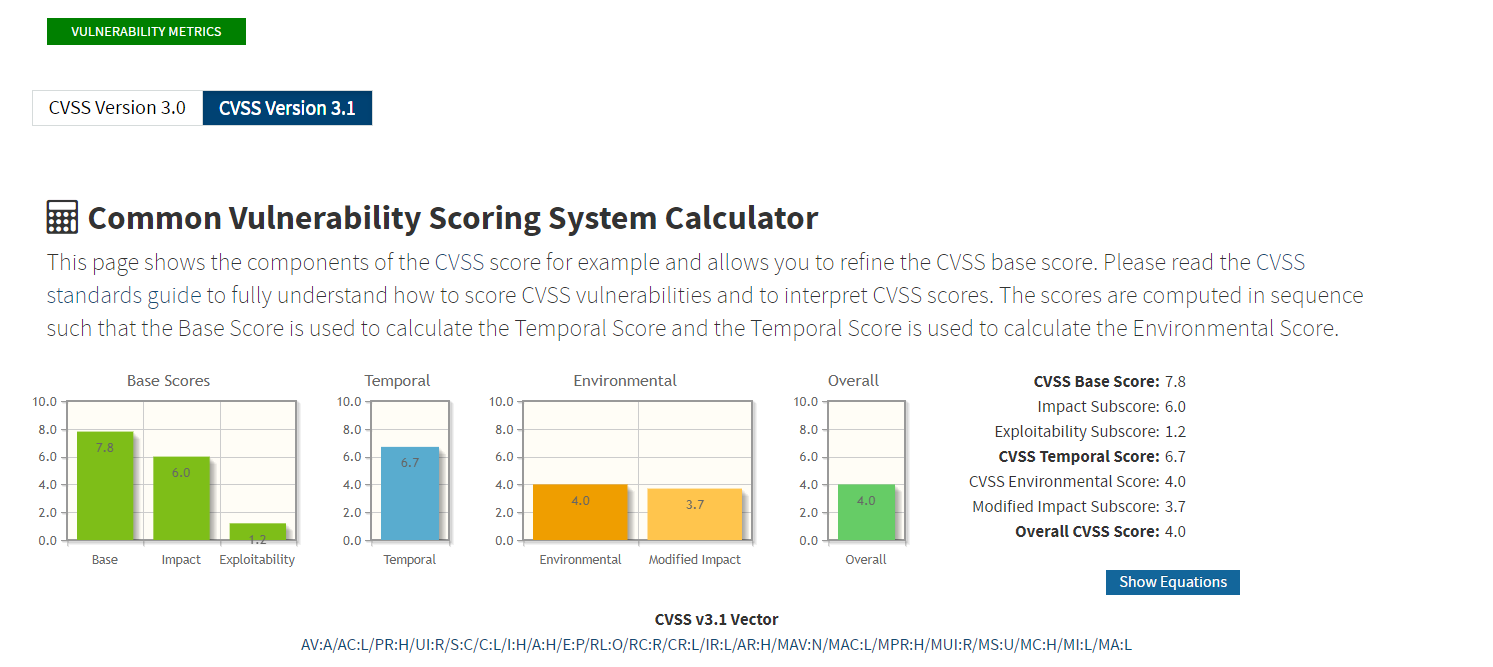 VULNERABILITY METRICS
CVSS Version 3.0 CVSS Version 3.1
Common Vulnerability Scoring System Calculator
This page shows the components of the CVSS score for example and allows you to refine the CVSS base score. Please read the CVSS
standards guide to fully understand how to score CVSS vulnerabilities and to interpret CVSS scores. The scores are computed in sequence
such that the Base Score is used to calculate the Temporal Score and the Temporal Score is used to calculate the Environmental Score.
Base Scores
10.0
8.0
6.0
4.0
2.0
0.0
7.8
6.0
1.2
Base Impact Exploitability
Temporal
10.0
8.0
6.0
4.0
2.0
0.0
6.7
Temporal
Environmental
10.0
8.0
6.0
4.0
2.0
0.0
4.0
3.7
Environmental Modified Impact
Overall
10.0
8.0
6.0
4.0
2.0
0.0
4.0
Overall
CVSS Base Score: 7.8
Impact Subscore: 6.0
Exploitability Subscore: 1.2
CVSS Temporal Score: 6.7
CVSS Environmental Score: 4.0
Modified Impact Subscore: 3.7
Overall CVSS Score: 4.0
Show Equations
CVSS v3.1 Vector
AV:A/AC:L/PR:H/UI:R/S:C/C:L/I:H/A:H/E:P/RL:O/RC:R/CR:L/IR:L/AR:H/MAV:N/MAC:L/MPR:H/MUI:R/MS:U/MC:H/MI:L/MA:L